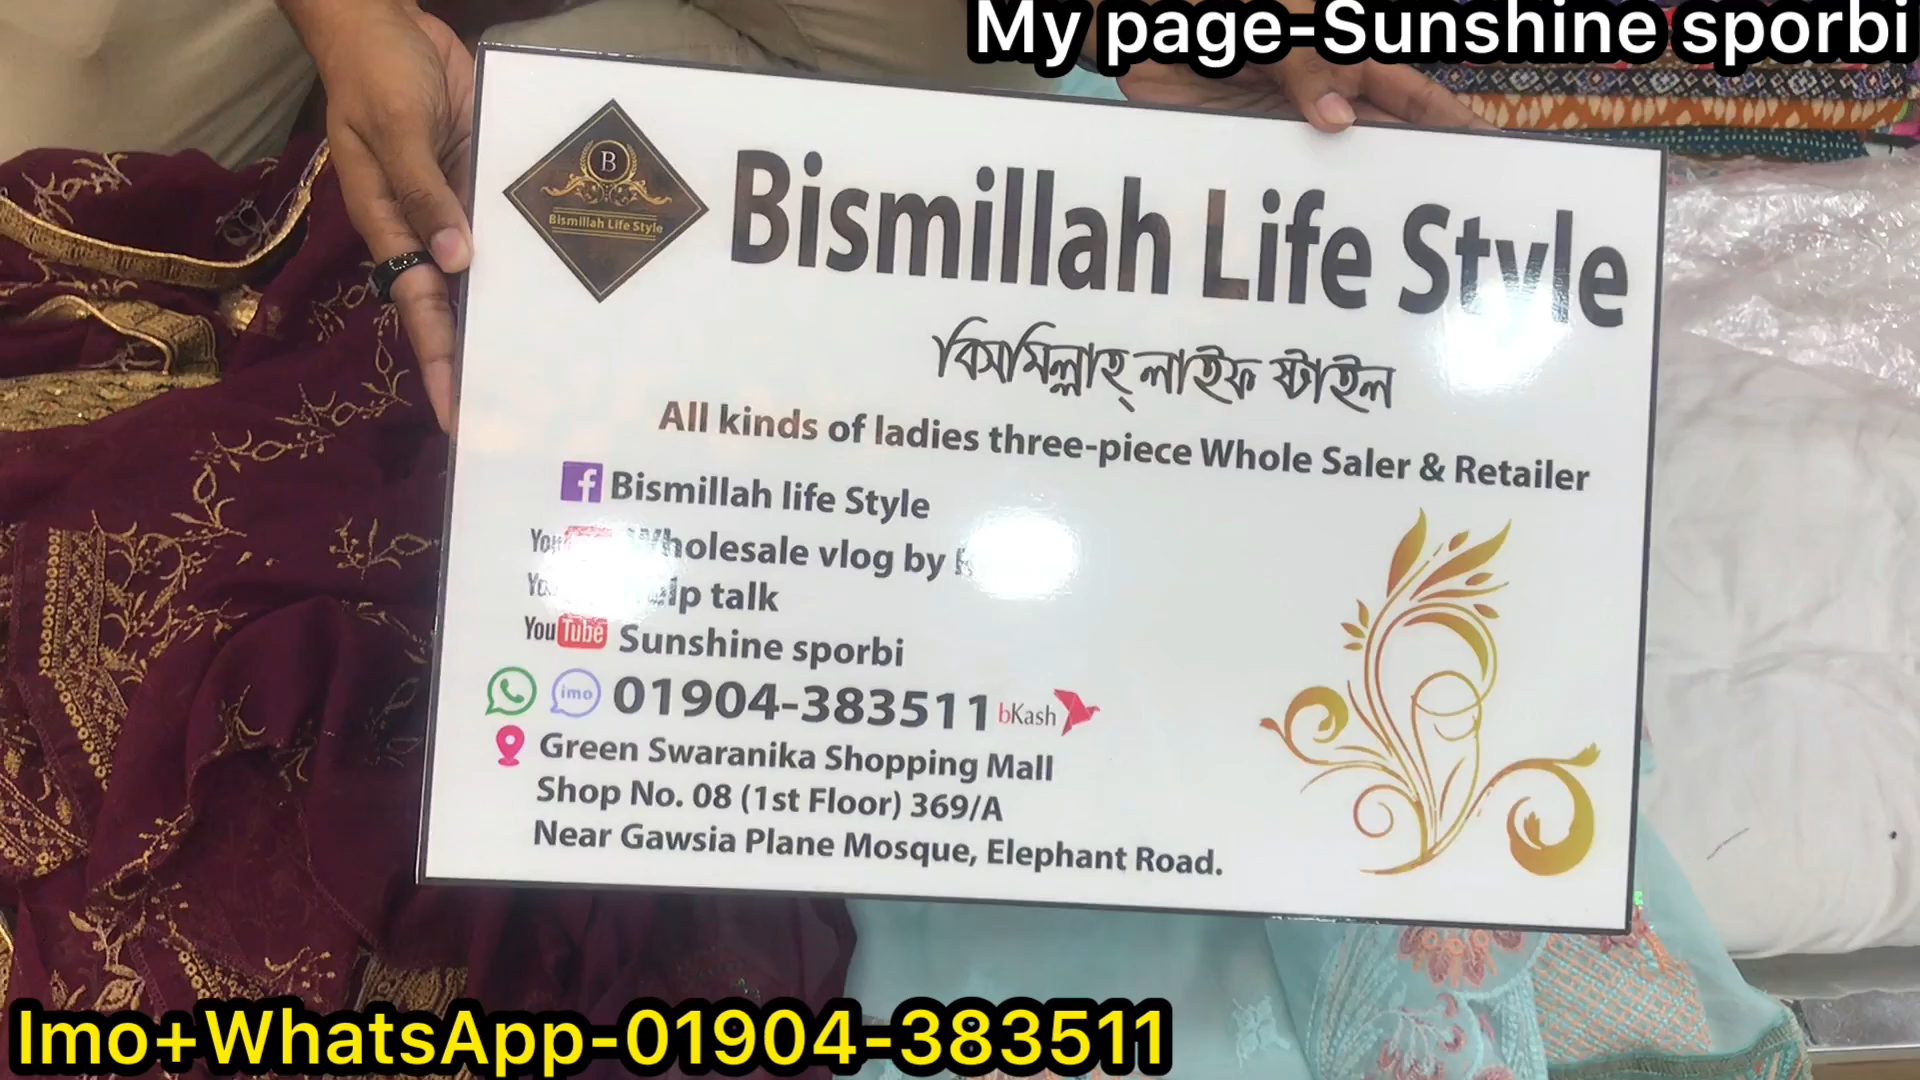 My page-Sunshine sporbi
B
Bismillah Life Style
Bismillah Life Style
বিসমিল্লাহ্ লাইফ ষ্টাইল
All kinds of ladies three-piece Whole Saler & Retailer
f Bismillah life Style
Wholesale vlog by
talk
YouTube Sunshine sporbi
imo 01904-383511 bKash
Green Swaranika Shopping Mall
Shop No. 08 (1st Floor) 369/A
Near Gawsia Plane Mosque, Elephant Road.
Imo+WhatsApp-01904-383511